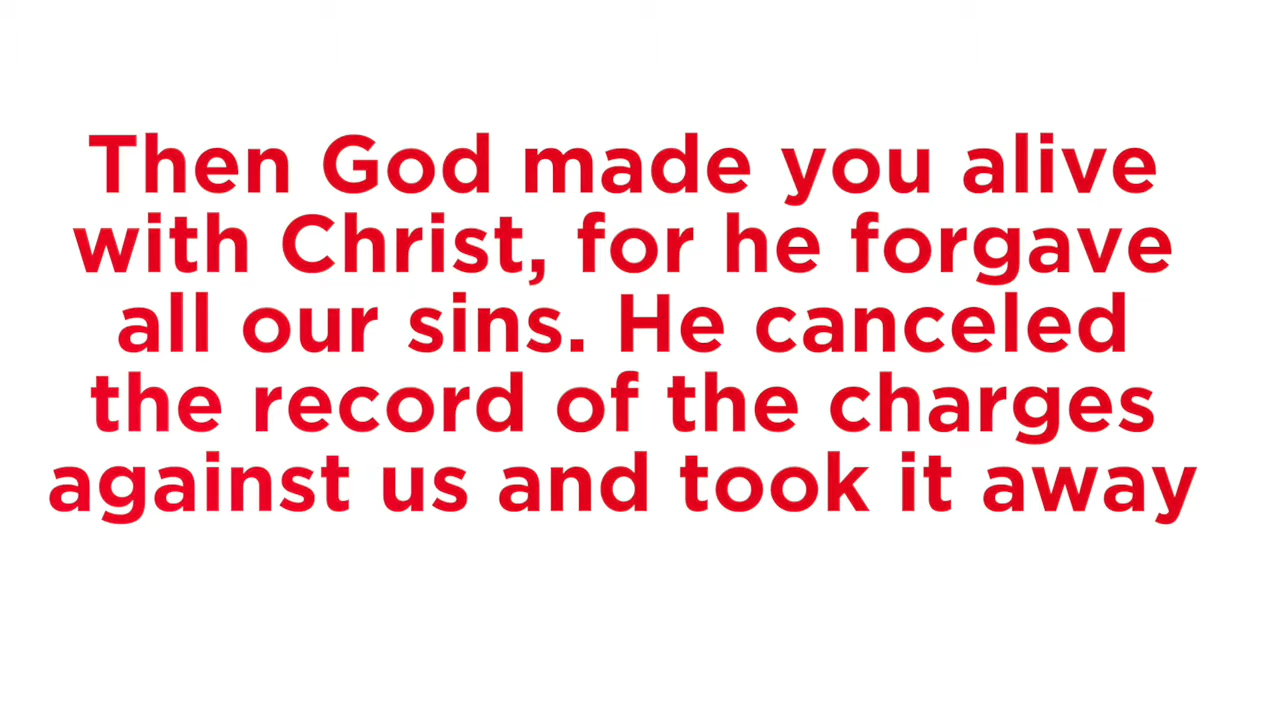 Then God made you alive
with Christ, for he forgave
all our sins. He canceled
the record of the charges
against us and took it away